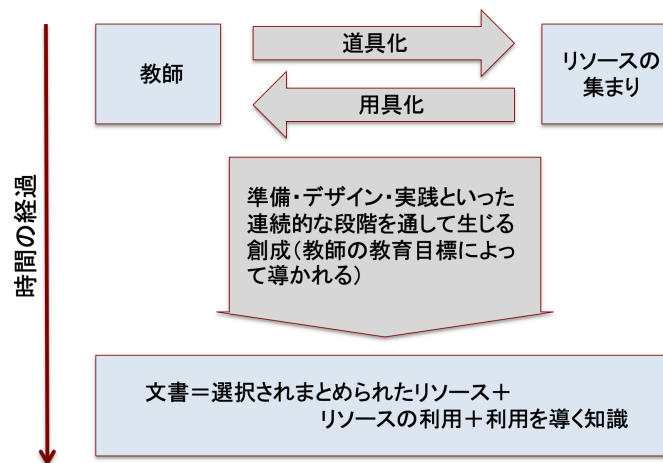 道具化
教師
リソースの
集まり
用具化
準備・デザイン・実践といった
連続的な段階を通して生じる
創成(教師の教育目標によっ
て導かれる)
時間の経過
文書＝選択されまとめられたリソース＋
リソースの利用＋利用を導く知識